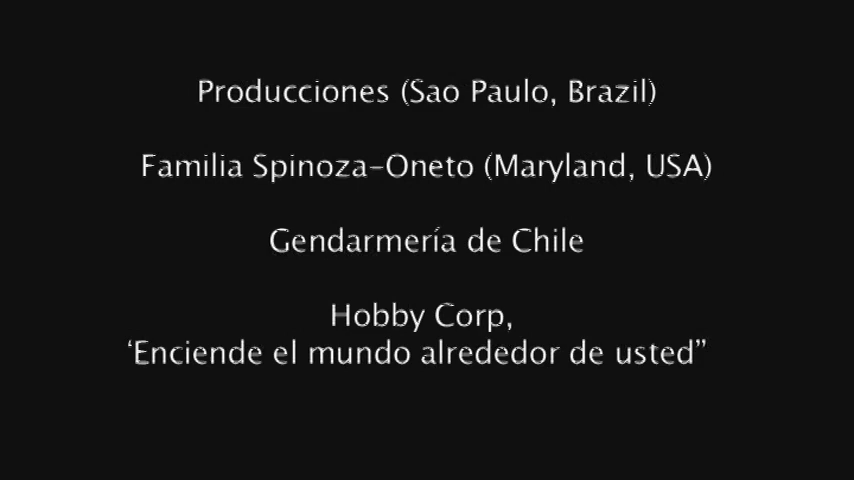 Producciones (Sao Paulo, Brazil)
Familia Spinoza-Oneto (Maryland, USA)
Gendarmería de Chile
Hobby Corp,
‘Enciende el mundo alrededor de usted”